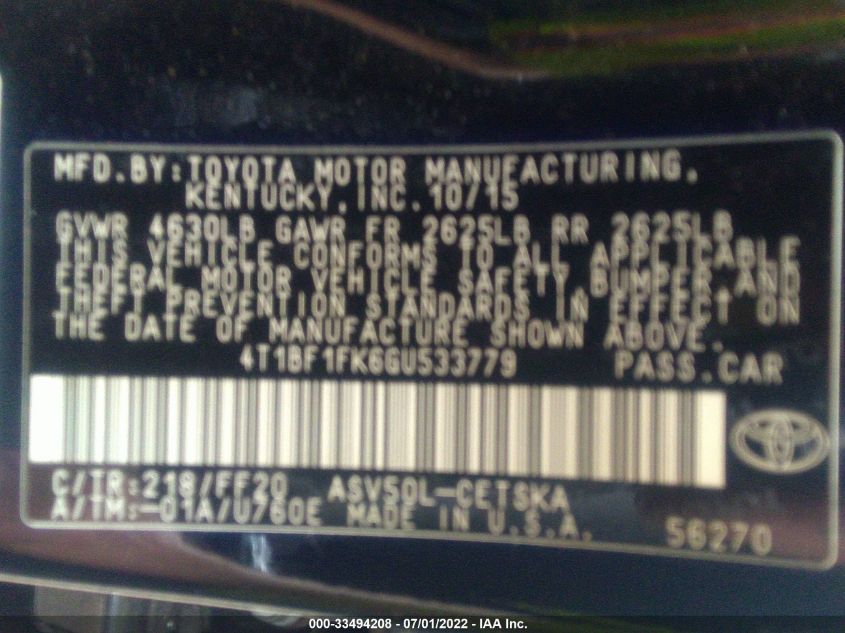 MFD.BY:TOYOTA MOTOR MANUFACTURING,
KENTUCKY,INC.10/15
GVWR 4630LB GAWR FR 2625LB RR 2625LB
THIS VEHICLE CONFORMS TO ALL APPLICABLE
FEDERAL MOTOR VEHICLE SAFETY,BUMPER,AND
THEFT PREVENTION STANDARDS IN EFFECT ON
THE DATE OF MANUFACTURE SHOWN ABOVE.
4T1BF1FK6GU533779 PASS.CAR
C/TR:218/FF20 ASV50L-CETSKA
A/TM:-01A/U760E MADE IN U.S.A.
56270
000-33494208 - 07/01/2022 - IAA Inc.